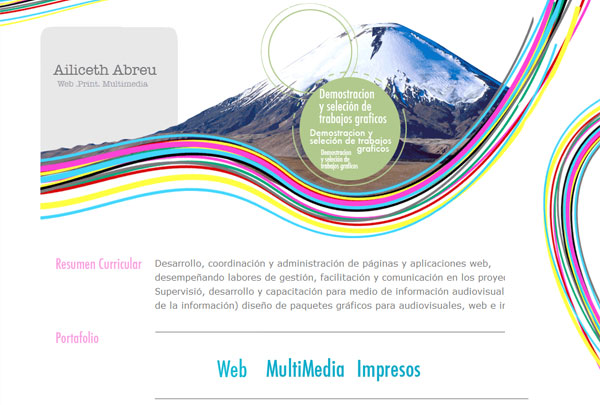 Ailiceth Abreu
Web .Print. Multimedia
Demostracion
y seleción de
trabajos graficos
Demostracion y
seleción de trabajos
graficos
Demostracion
y seleción de
trabajos graficos
Resumen Curricular
Desarrollo, coordinación y administración de páginas y aplicaciones web,
desempeñando labores de gestión, facilitación y comunicación en los proye
Supervisió, desarrollo y capacitación para medio de información audiovisual
de la información) diseño de paquetes gráficos para audiovisuales, web e i
Portafolio
Web MultiMedia Impresos